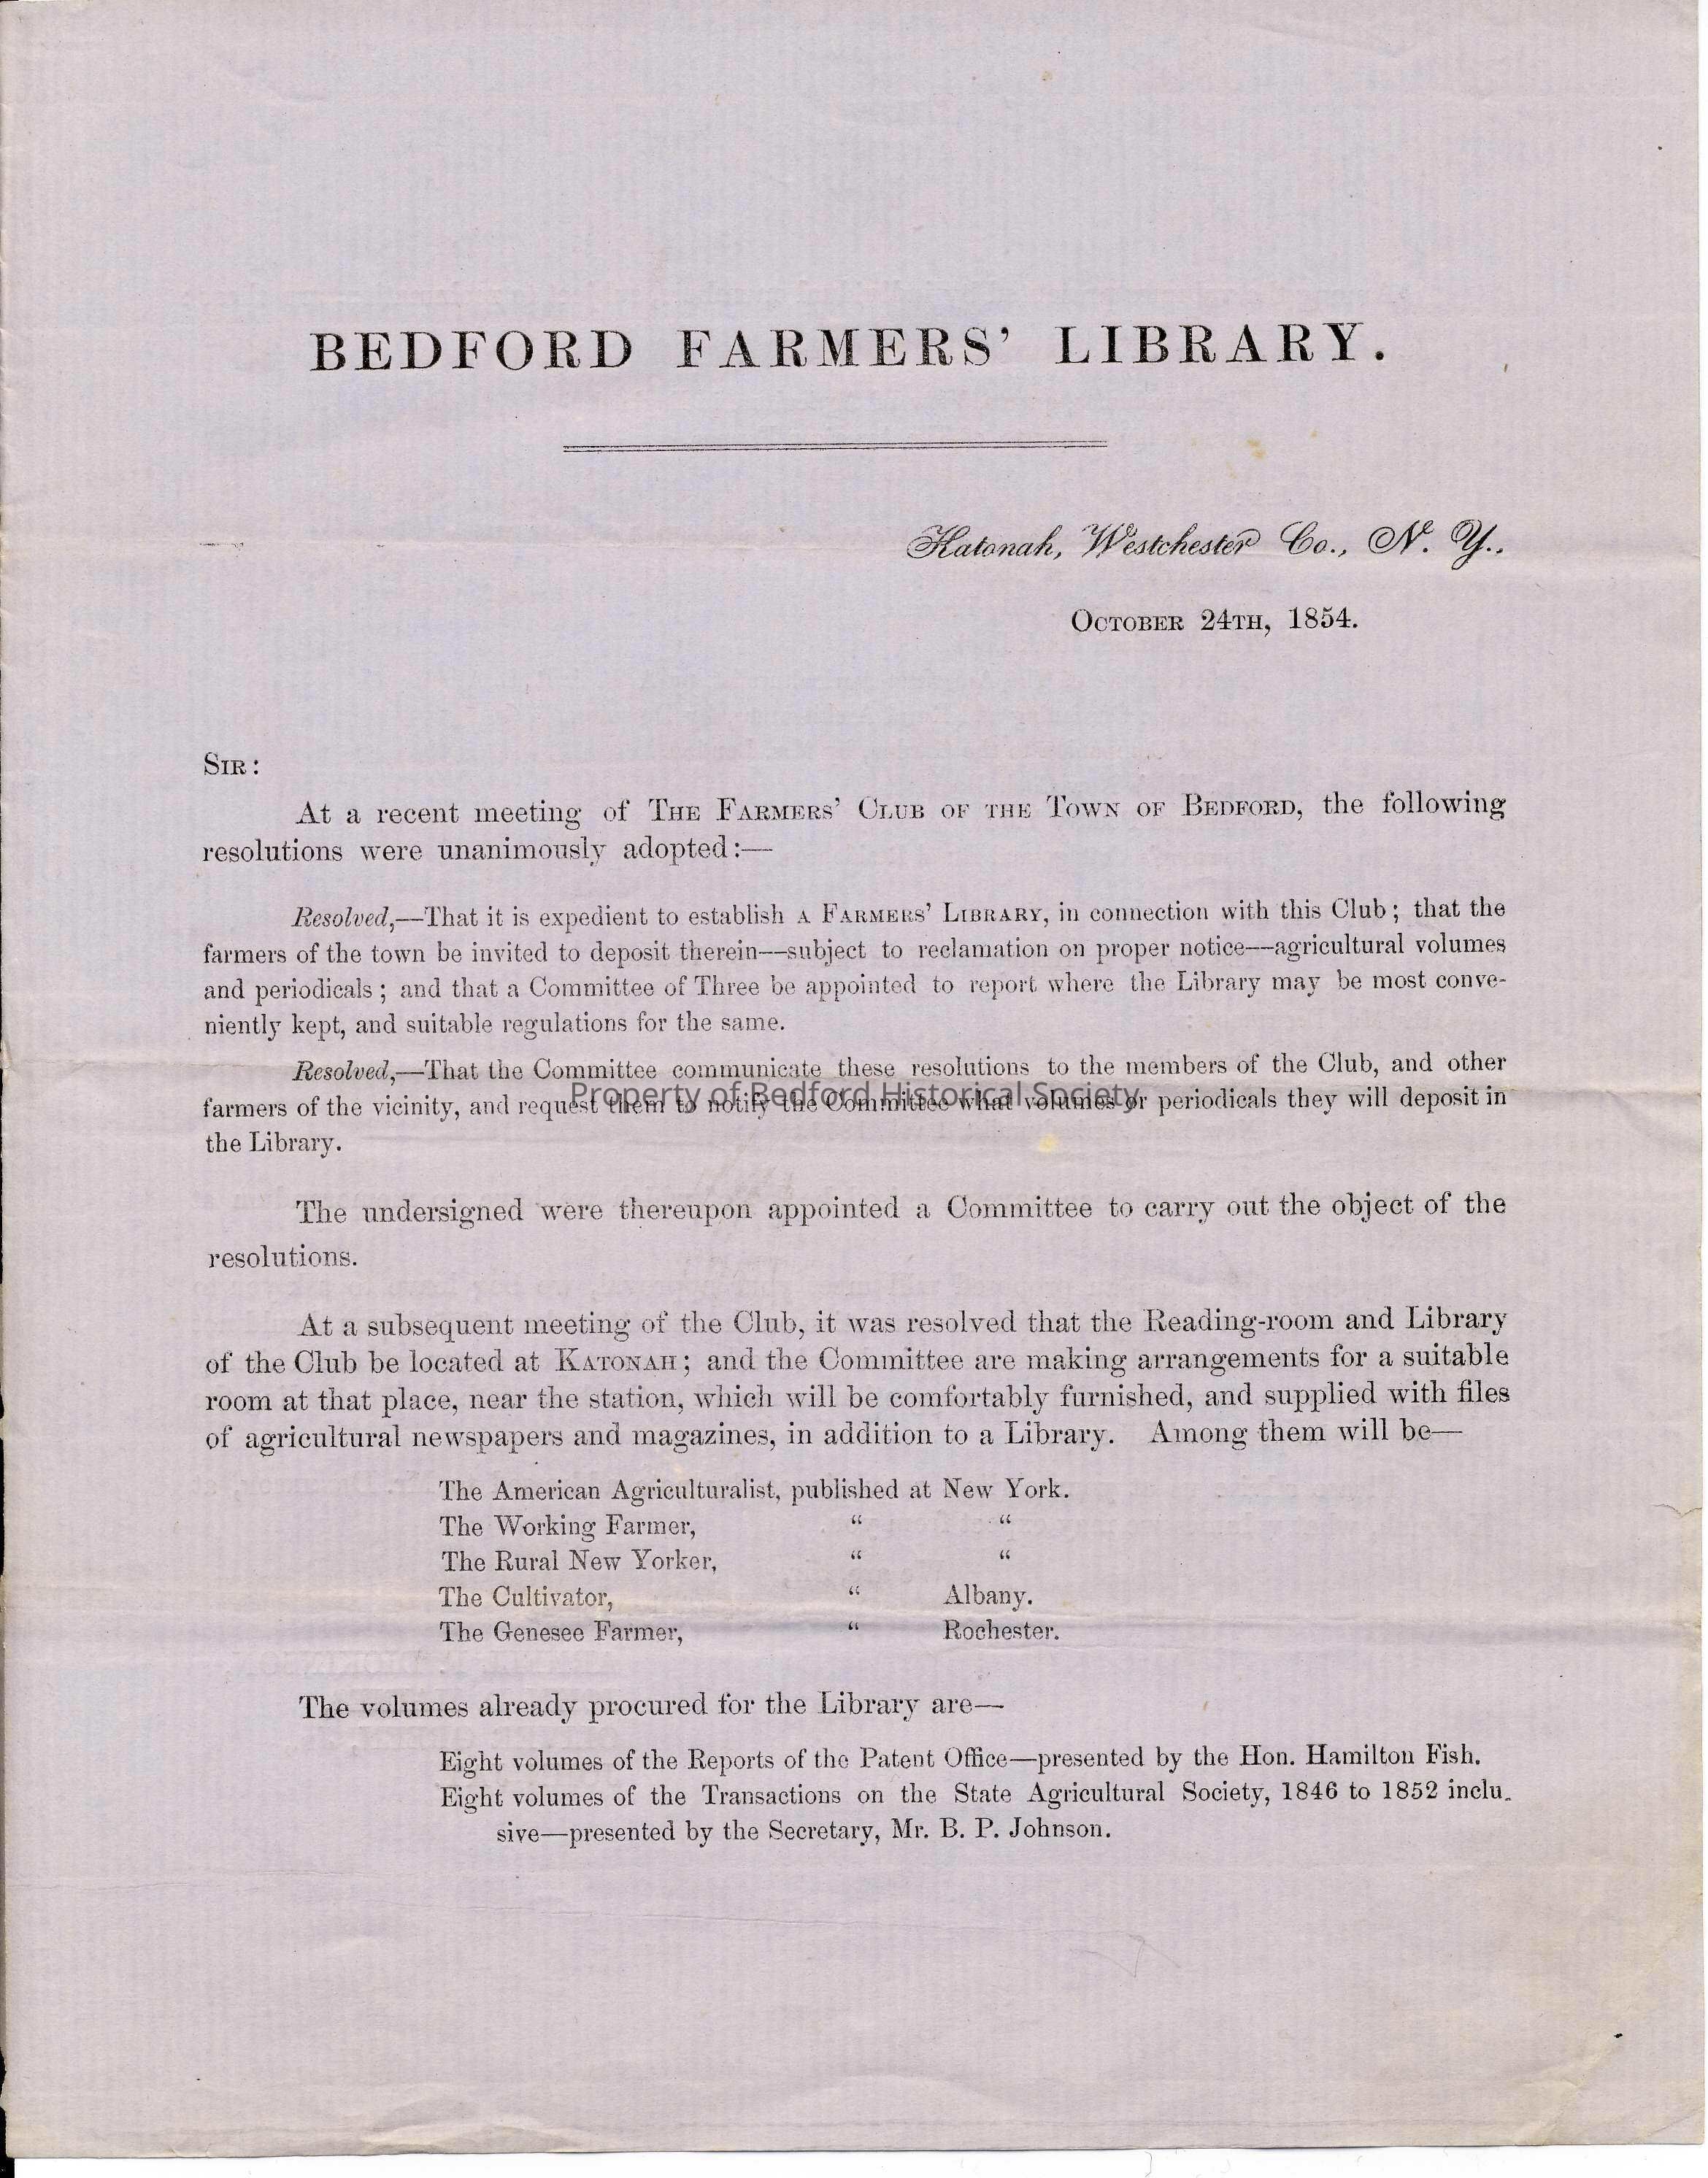 BEDFORD FARMERS' LIBRARY.
Katonah, Westchester Co., N. Y.,
OCTOBER 24TH, 1854.
SIR:
At a recent meeting of THE FARMERS' CLUB OF THE TOWN OF BEDFORD, the following
resolutions were unanimously adopted:—
Resolved,—That it is expedient to establish A FARMERS' LIBRARY, in connection with this Club; that the
farmers of the town be invited to deposit therein—subject to reclamation on proper notice—agricultural volumes
and periodicals; and that a Committee of Three be appointed to report where the Library may be most conve-
niently kept, and suitable regulations for the same.
Resolved,—That the Committee communicate these resolutions to the members of the Club, and other
Property of Bedford Historical Society
farmers of the vicinity, and request them to notify the Committee what volumes or periodicals they will deposit in
the Library.
The undersigned were thereupon appointed a Committee to carry out the object of the
resolutions.
At a subsequent meeting of the Club, it was resolved that the Reading-room and Library
of the Club be located at KATONAH; and the Committee are making arrangements for a suitable
room at that place, near the station, which will be comfortably furnished, and supplied with files
of agricultural newspapers and magazines, in addition to a Library. Among them will be—
The American Agriculturalist, published at New York.
The Working Farmer, “ “
The Rural New Yorker, “ “
The Cultivator, “ Albany.
The Genesee Farmer, “ Rochester.
The volumes already procured for the Library are—
Eight volumes of the Reports of the Patent Office—presented by the Hon. Hamilton Fish.
Eight volumes of the Transactions on the State Agricultural Society, 1846 to 1852 inclu-
sive—presented by the Secretary, Mr. B. P. Johnson.